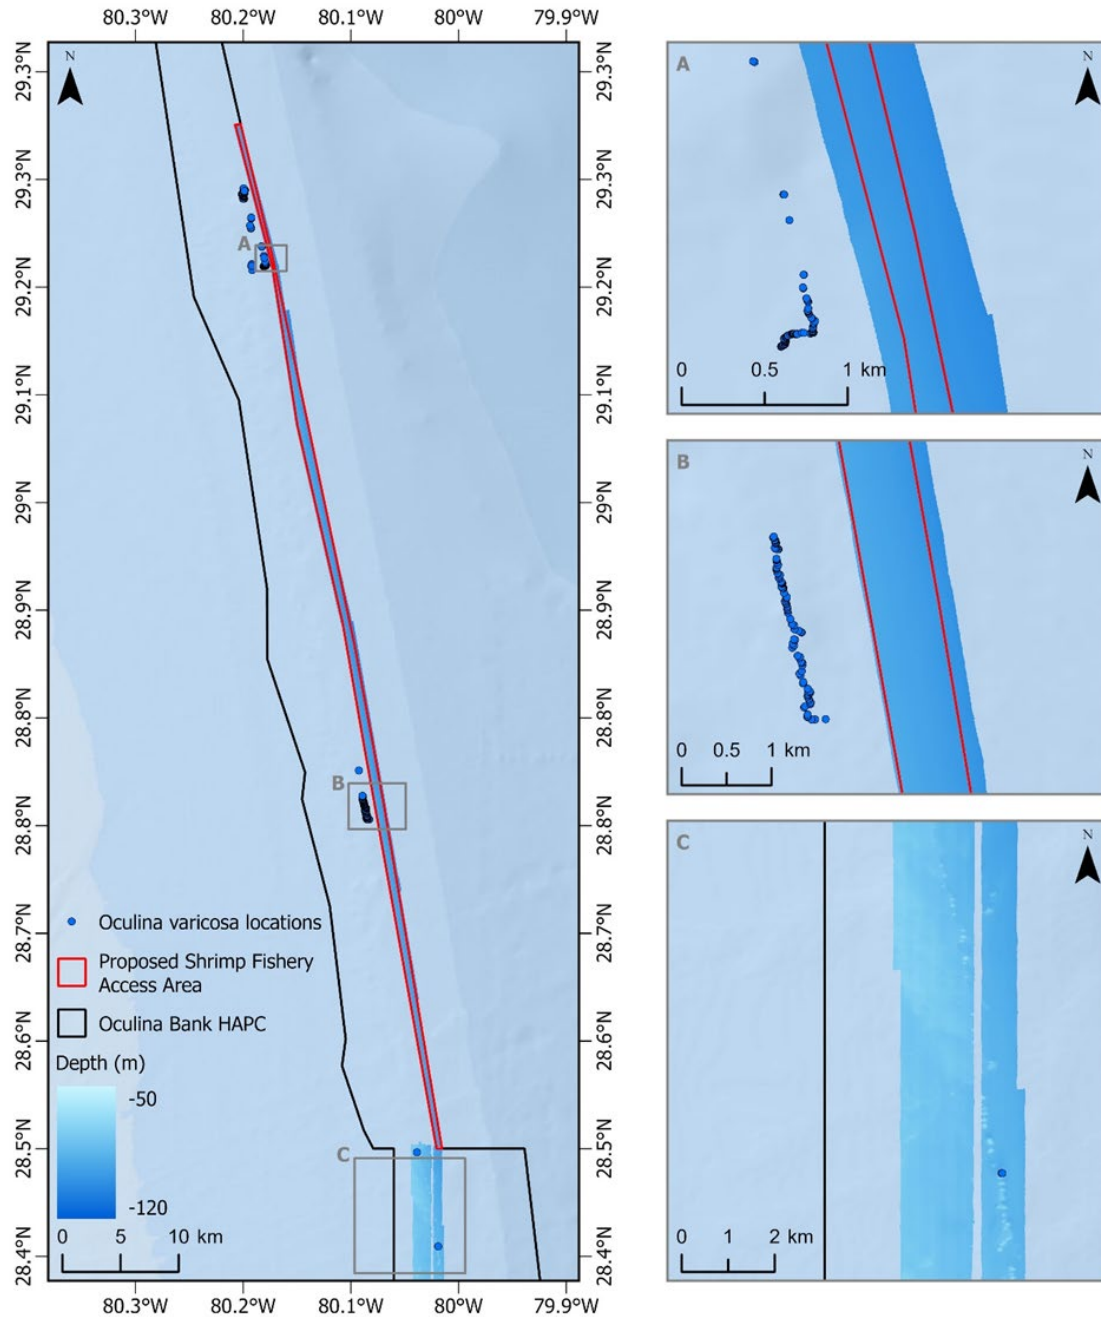 80.3°W 80.2°W 80.1°W 80°W 79.9°W
N
29.3°N 29.3°N
29.3°N 29.3°N
A
29.2°N 29.2°N
29.1°N 29.1°N
29°N 29°N
28.9°N 28.9°N
28.8°N 28.8°N
B
28.8°N 28.8°N
28.7°N 28.7°N
28.6°N 28.6°N
28.5°N 28.5°N
C
28.4°N 28.4°N
Oculina varicosa locations
Proposed Shrimp Fishery
Access Area
Oculina Bank HAPC
Depth (m)
-50
-120
0 5 10 km
80.3°W 80.2°W 80.1°W 80°W 79.9°W
A
N
0 0.5 1 km
B
N
0 0.5 1 km
C
N
0 1 2 km